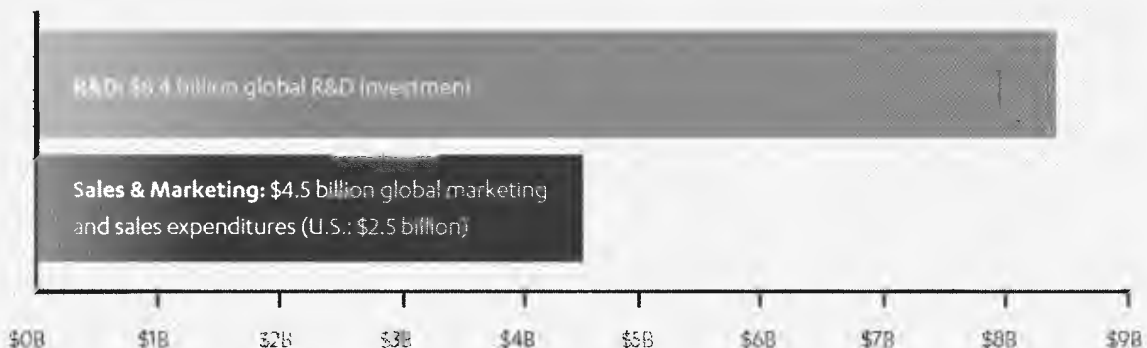 R&D: $8.4 billion global R&D investment
Sales & Marketing: $4.5 billion global marketing
and sales expenditures (U.S.: $2.5 billion)
$0B $1B $2B $3B $4B $5B $6B $7B $8B $9B